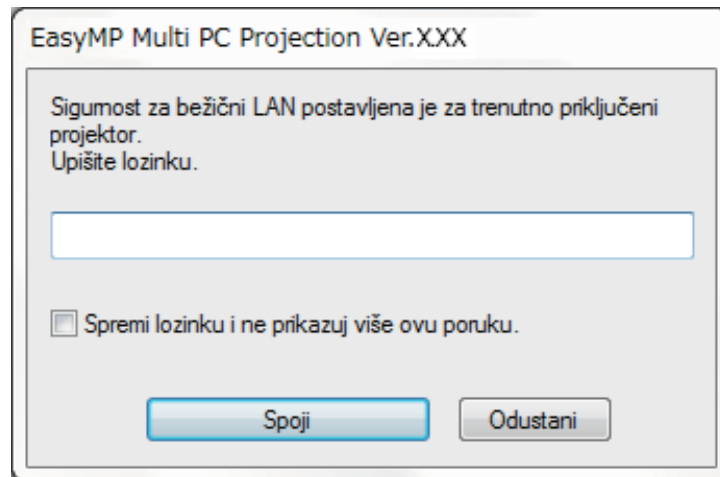 EasyMP Multi PC Projection Ver.XXX
Sigurnost za bežični LAN postavljena je za trenutno priključeni
projektor.
Upišite lozinku.
Spremi lozinku i ne prikazuj više ovu poruku.
Spoji Odustani